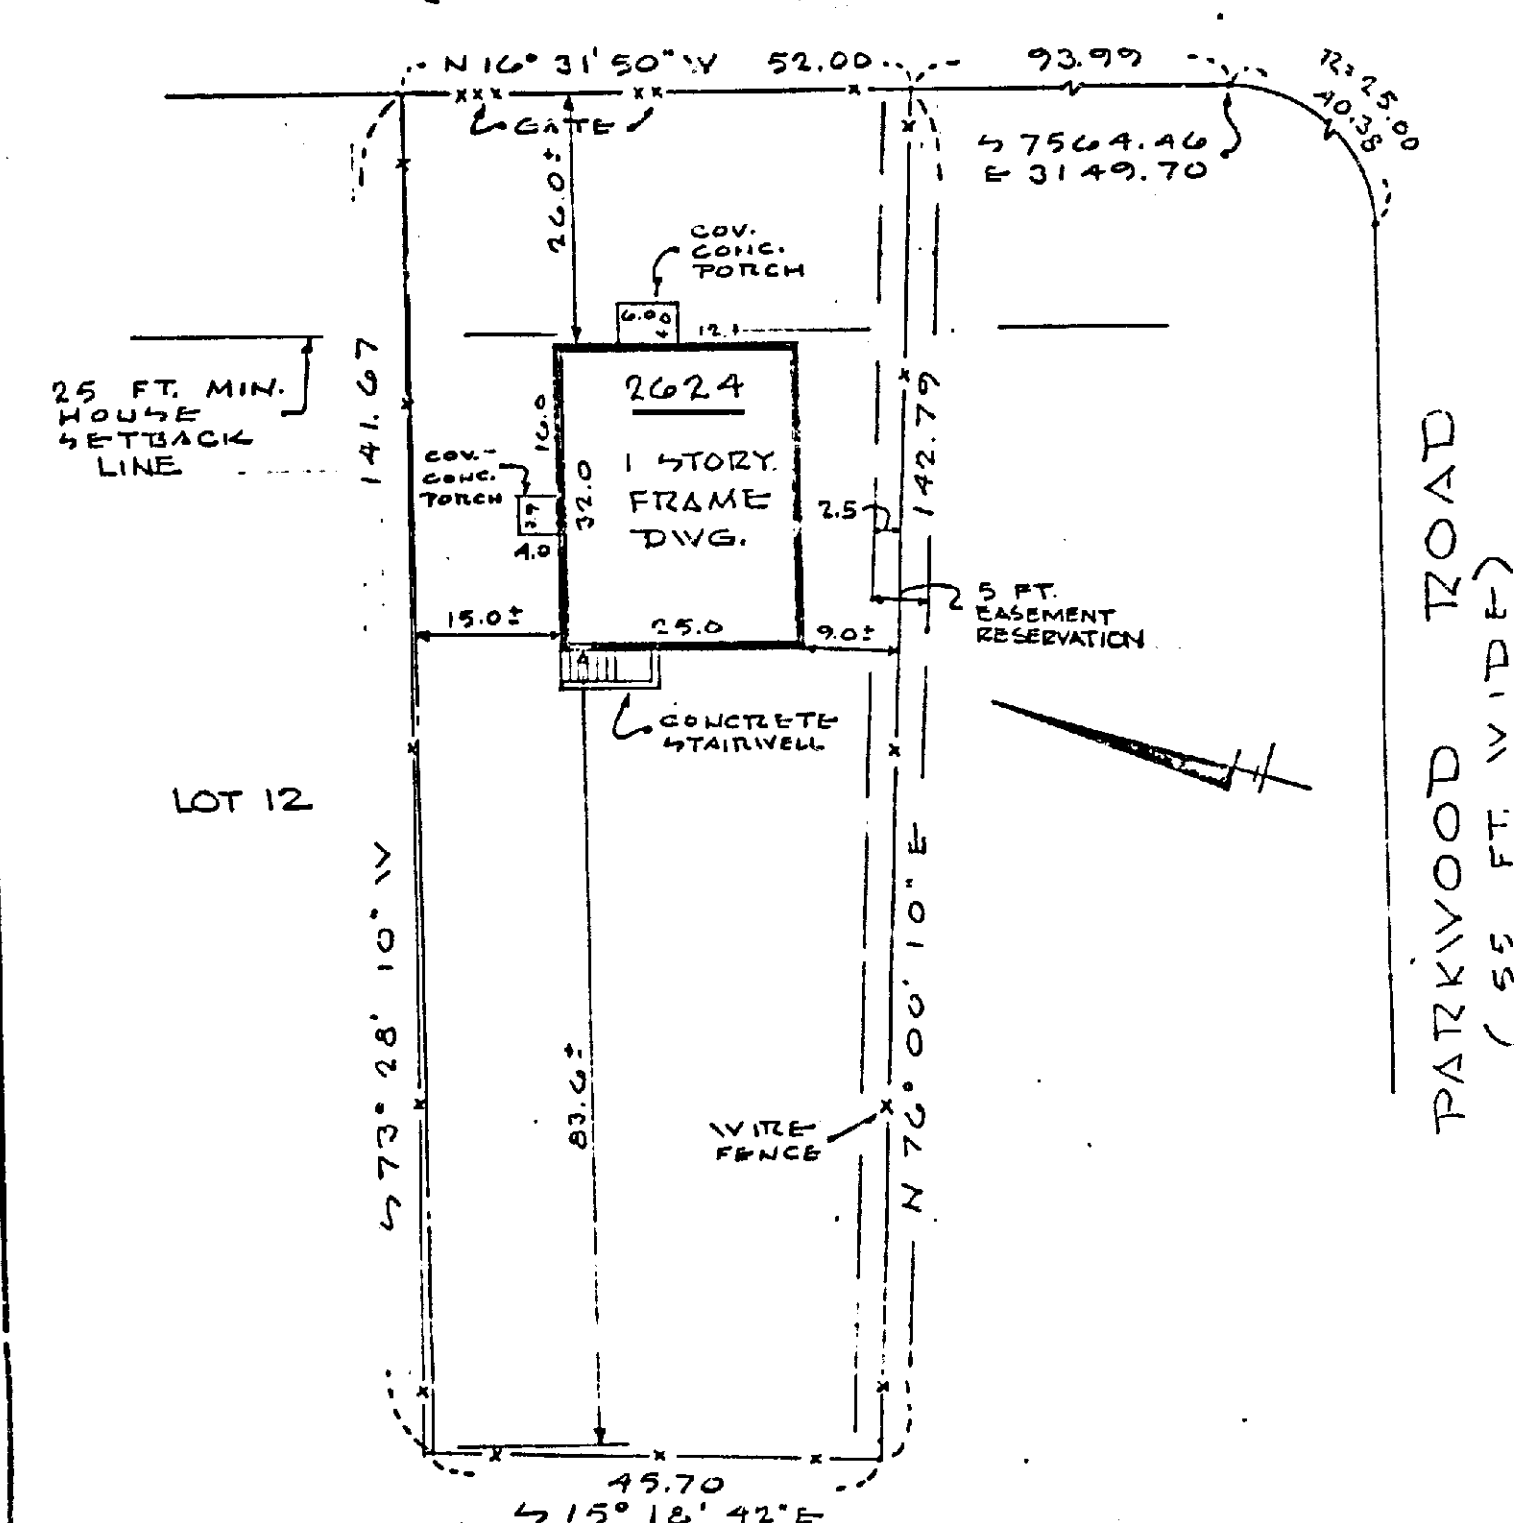 N 16° 31' 50" W 52.00
93.99
R=25.00
40.38
GATE
S 7564.46
E 3149.70
26.0±
COV.
CONC.
PORCH
6.0
12.1
25 FT. MIN.
HOUSE
SETBACK
LINE
141.67
2624
1 STORY
FRAME
DWG.
16.0
32.0
COV.
CONC.
PORCH
3.9
4.0
2.5
142.79
5 FT.
EASEMENT
RESERVATION
15.0±
25.0
9.0±
CONCRETE
STAIRWELL
LOT 12
S 73° 28' 10" W
83.6±
WIRE
FENCE
N 76° 00' 10" E
PARKWOOD ROAD
(55 FT. WIDE)
45.70
S 15° 18' 42" E